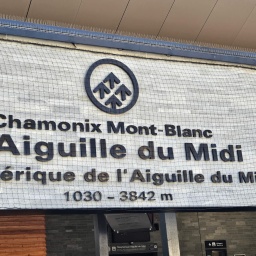 Chamonix Mont-Blanc
Aiguille du Midi
érique de l'Aiguille du Mi
1030 - 3842 m